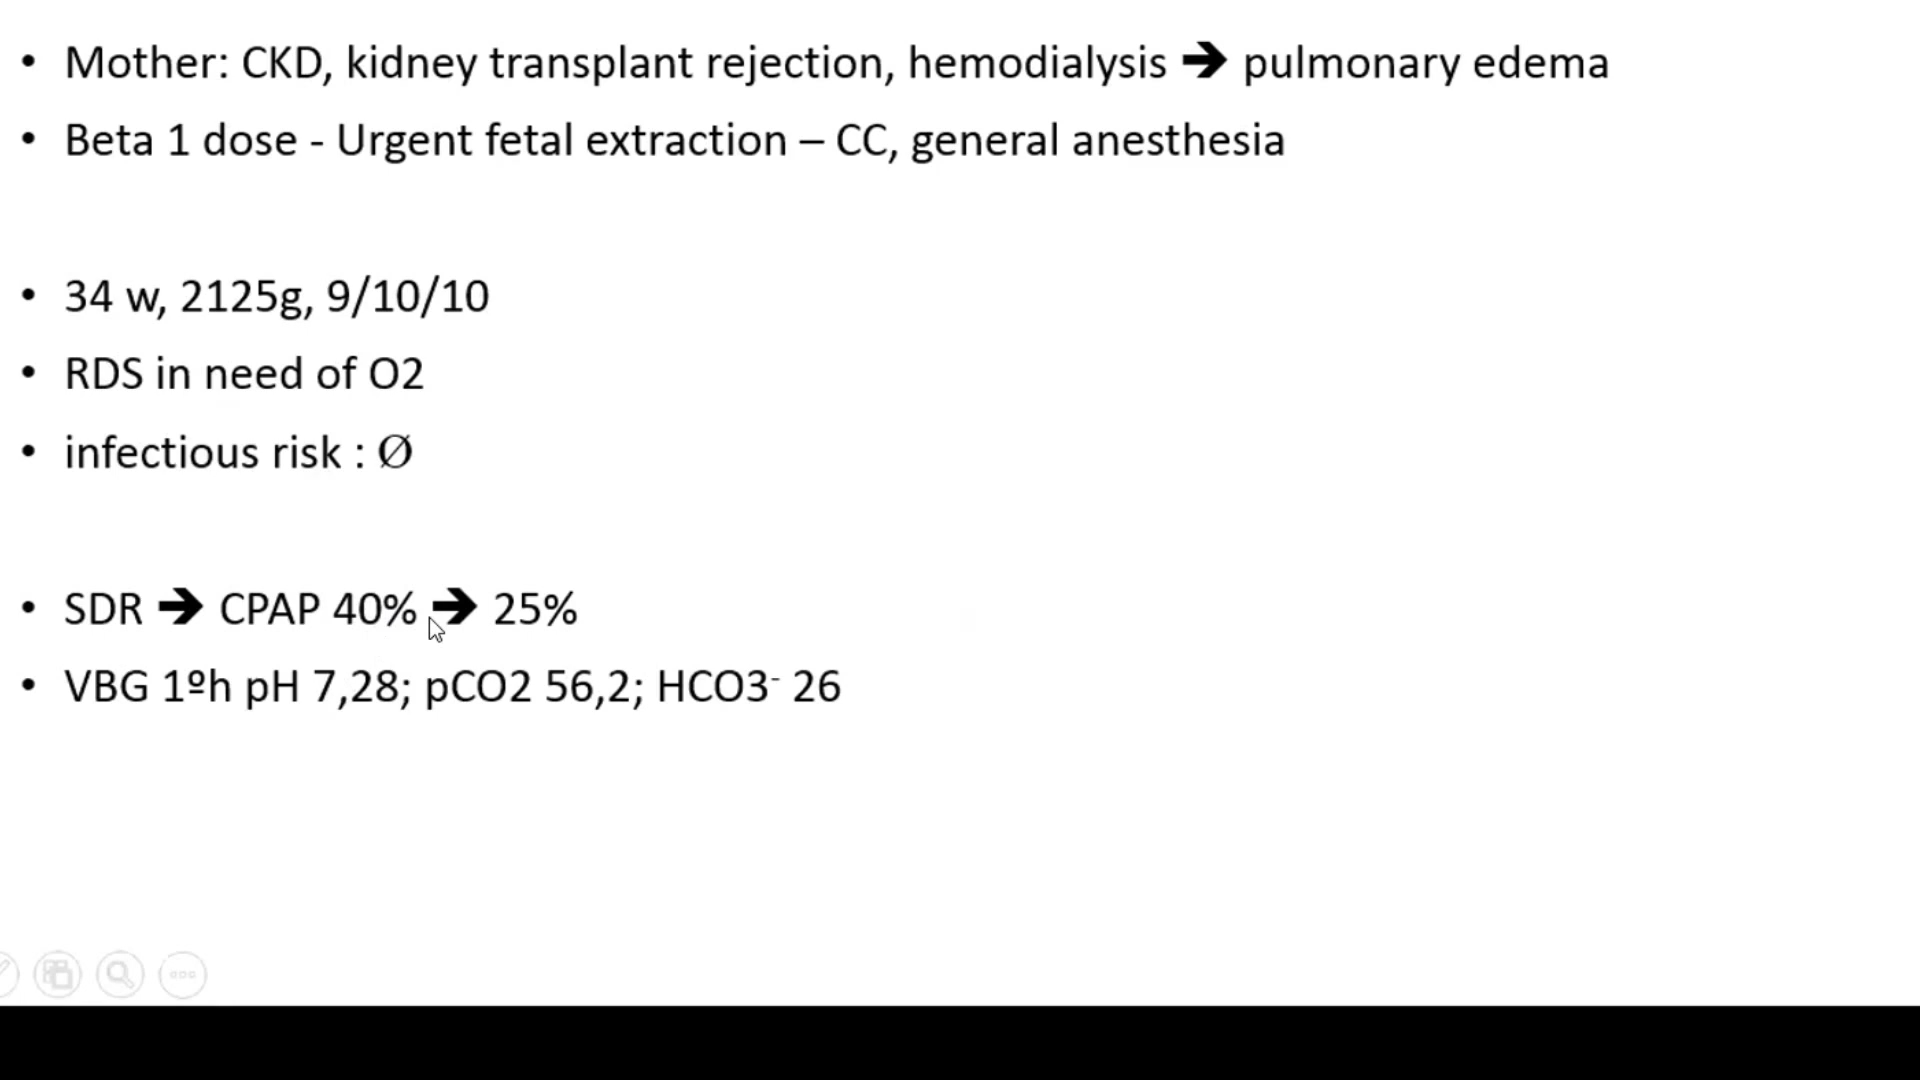 • Mother: CKD, kidney transplant rejection, hemodialysis ➔ pulmonary edema
• Beta 1 dose - Urgent fetal extraction – CC, general anesthesia
• 34 w, 2125g, 9/10/10
• RDS in need of O2
• infectious risk : Ø
• SDR ➔ CPAP 40% ➔ 25%
• VBG 1ºh pH 7,28; pCO2 56,2; HCO3⁻ 26